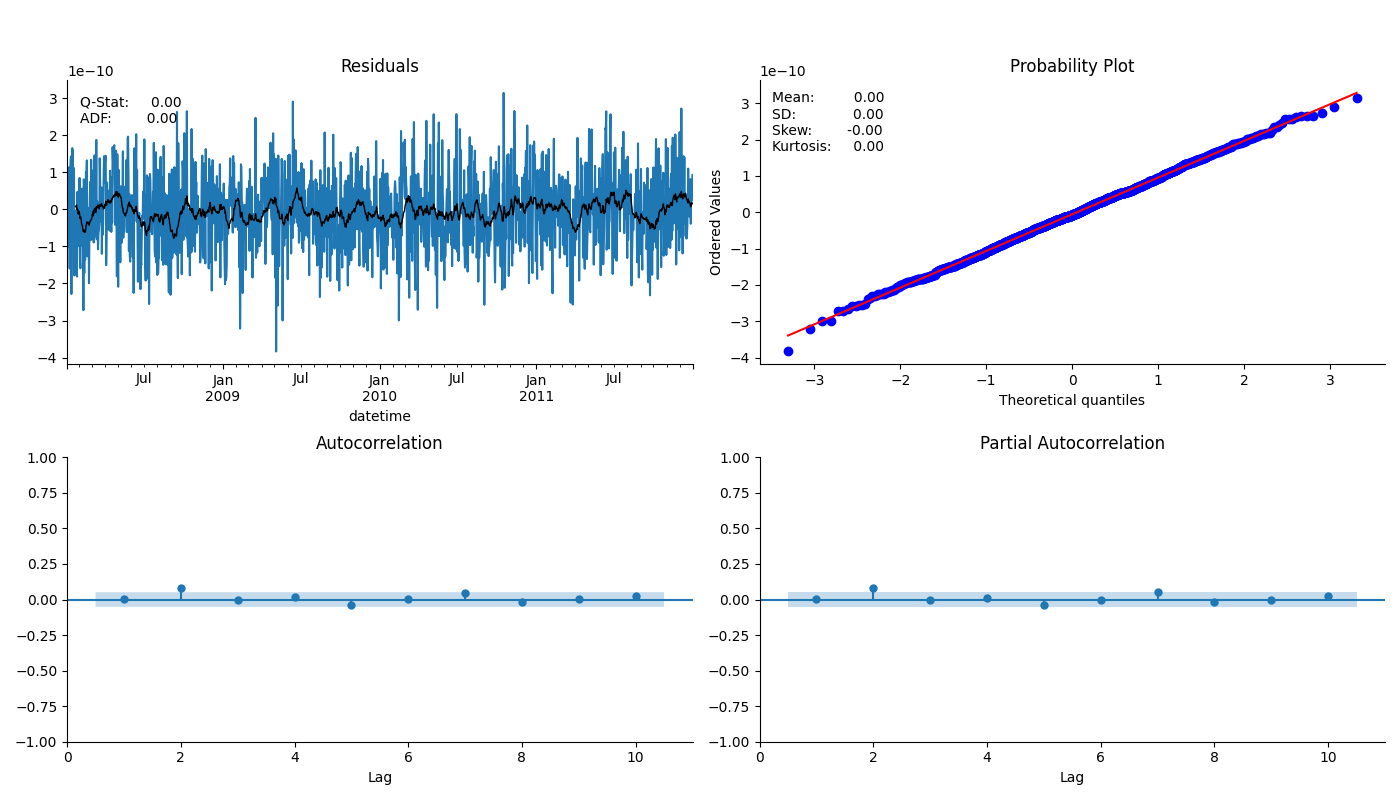 Residuals
1e−10
Q-Stat: 0.00
ADF: 0.00
3
2
1
0
−1
−2
−3
−4
Jul
Jan
2009
Jul
Jan
2010
Jul
Jan
2011
Jul
datetime
Probability Plot
1e−10
Mean: 0.00
SD: 0.00
Skew: -0.00
Kurtosis: 0.00
Ordered Values
3
2
1
0
−1
−2
−3
−4
−3 −2 −1 0 1 2 3
Theoretical quantiles
Autocorrelation
1.00
0.75
0.50
0.25
0.00
−0.25
−0.50
−0.75
−1.00
0 2 4 6 8 10
Lag
Partial Autocorrelation
1.00
0.75
0.50
0.25
0.00
−0.25
−0.50
−0.75
−1.00
0 2 4 6 8 10
Lag